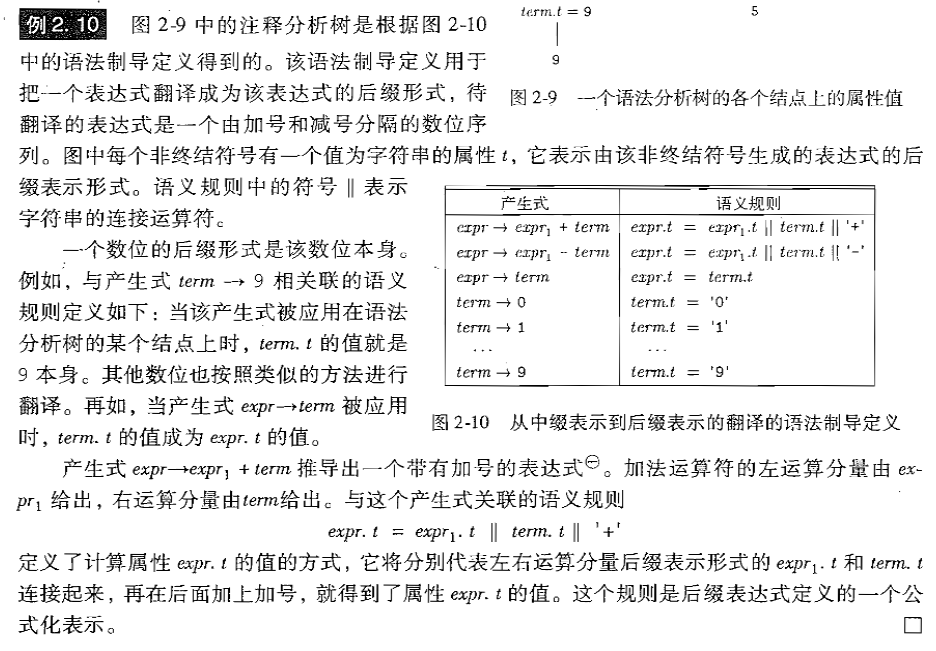 例 2.10 图 2-9 中的注释分析树是根据图 2-10
中的语法制导定义得到的。该语法制导定义用于
把一个表达式翻译成为该表达式的后缀形式，待
翻译的表达式是一个由加号和减号分隔的数位序
term.t = 9 5
9
图 2-9 一个语法分析树的各个结点上的属性值
列。图中每个非终结符号有一个值为字符串的属性 t，它表示由该非终结符号生成的表达式的后
缀表示形式。语义规则中的符号 || 表示
字符串的连接运算符。
一个数位的后缀形式是该数位本身。
例如，与产生式 term → 9 相关联的语义
规则定义如下：当该产生式被应用在语法
分析树的某个结点上时，term. t 的值就是
9 本身。其他数位也按照类似的方法进行
翻译。再如，当产生式 expr→term 被应用
时，term. t 的值成为 expr. t 的值。
产生式 语义规则
expr → expr₁ + term expr.t = expr₁.t || term.t || '+'
expr → expr₁ - term expr.t = expr₁.t || term.t || '-'
expr → term expr.t = term.t
term → 0 term.t = '0'
term → 1 term.t = '1'
... ...
term → 9 term.t = '9'
图 2-10 从中缀表示到后缀表示的翻译的语法制导定义
产生式 expr→expr₁ + term 推导出一个带有加号的表达式㊀。加法运算符的左运算分量由 ex-
pr₁ 给出，右运算分量由term给出。与这个产生式关联的语义规则
expr. t = expr₁. t || term. t || '+'
定义了计算属性 expr. t 的值的方式，它将分别代表左右运算分量后缀表示形式的 expr₁. t 和 term. t
连接起来，再在后面加上加号，就得到了属性 expr. t 的值。这个规则是后缀表达式定义的一个公
式化表示。 □